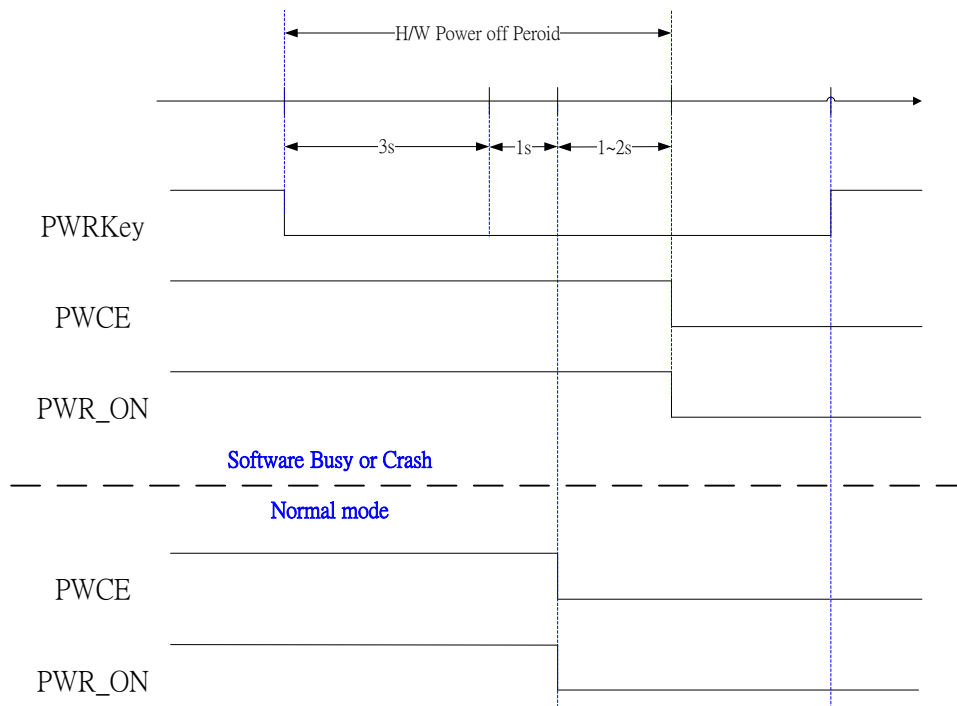 H/W Power off Peroid
3s
1s
1~2s
PWRKey
PWCE
PWR_ON
Software Busy or Crash
Normal mode
PWCE
PWR_ON